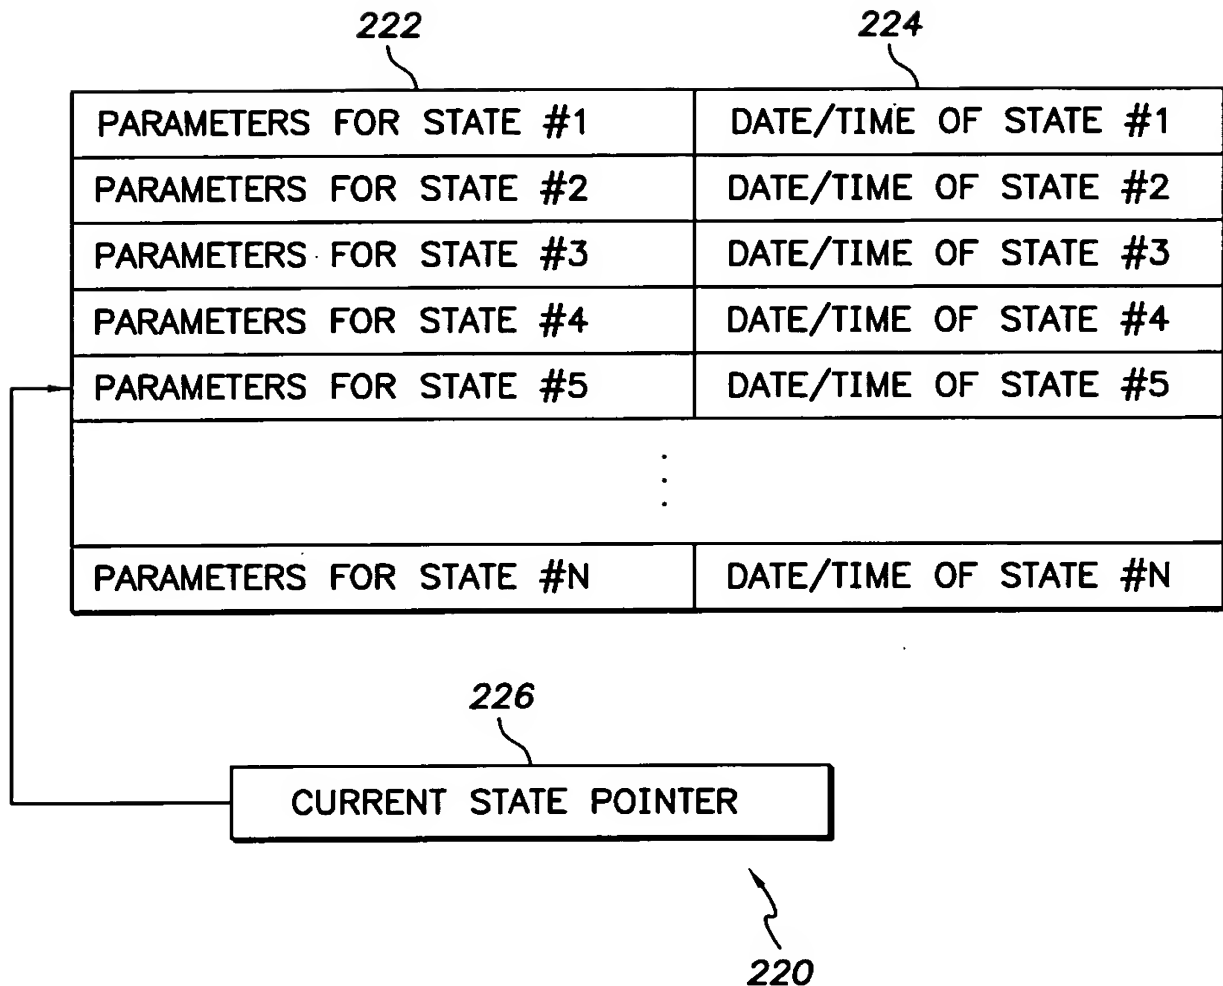 222 224
PARAMETERS FOR STATE #1 DATE/TIME OF STATE #1
PARAMETERS FOR STATE #2 DATE/TIME OF STATE #2
PARAMETERS FOR STATE #3 DATE/TIME OF STATE #3
PARAMETERS FOR STATE #4 DATE/TIME OF STATE #4
PARAMETERS FOR STATE #5 DATE/TIME OF STATE #5
PARAMETERS FOR STATE #N DATE/TIME OF STATE #N
226
CURRENT STATE POINTER
220